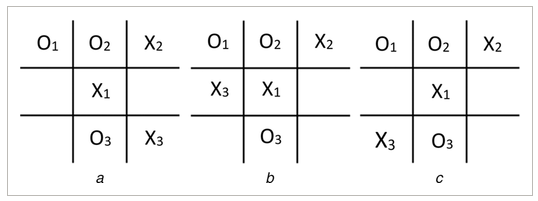 O₁ O₂ X₂ O₁ O₂ X₂ O₁ O₂ X₂
X₁ X₃ X₁ X₁
O₃ X₃ O₃ X₃ O₃
a b c